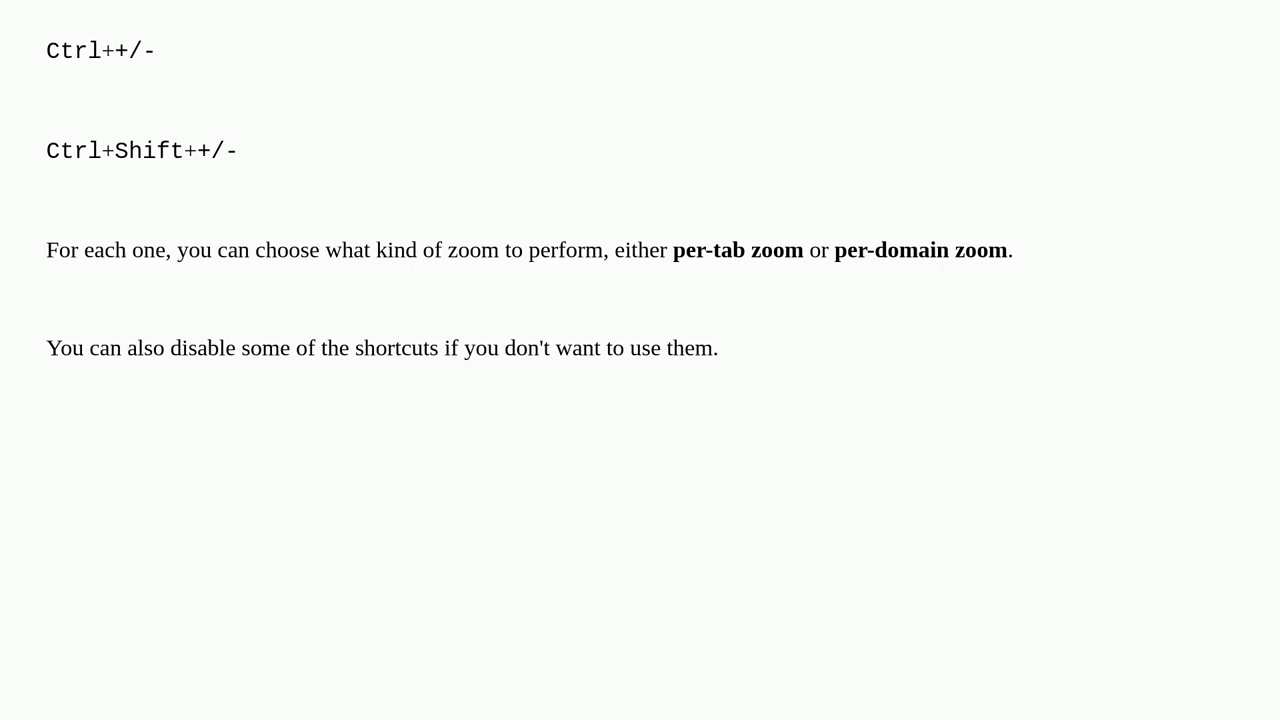 Ctrl++/-
Ctrl+Shift++/-
For each one, you can choose what kind of zoom to perform, either per-tab zoom or per-domain zoom.
You can also disable some of the shortcuts if you don't want to use them.